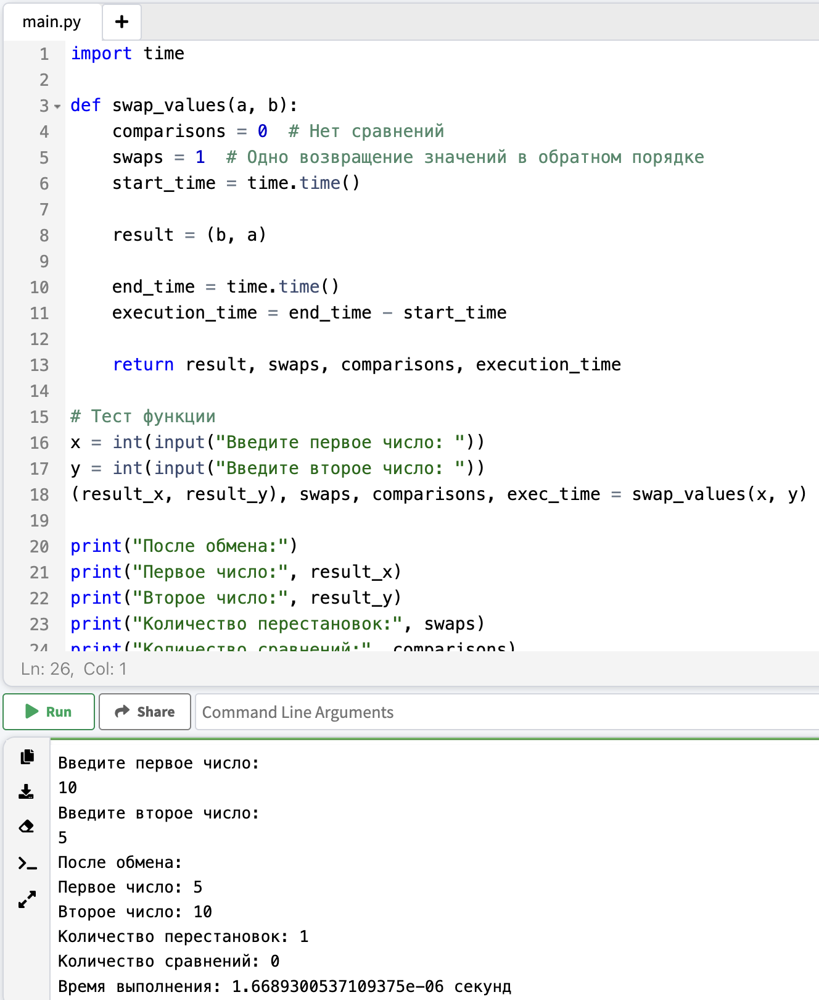 main.py +
1 import time
2
3 def swap_values(a, b):
4     comparisons = 0  # Нет сравнений
5     swaps = 1  # Одно возвращение значений в обратном порядке
6     start_time = time.time()
7
8     result = (b, a)
9
10     end_time = time.time()
11     execution_time = end_time - start_time
12
13     return result, swaps, comparisons, execution_time
14
15 # Тест функции
16 x = int(input("Введите первое число: "))
17 y = int(input("Введите второе число: "))
18 (result_x, result_y), swaps, comparisons, exec_time = swap_values(x, y)
19
20 print("После обмена:")
21 print("Первое число:", result_x)
22 print("Второе число:", result_y)
23 print("Количество перестановок:", swaps)
24 print("Количество сравнений:", comparisons)
Ln: 26, Col: 1
Run Share Command Line Arguments
Введите первое число:
10
Введите второе число:
5
После обмена:
Первое число: 5
Второе число: 10
Количество перестановок: 1
Количество сравнений: 0
Время выполнения: 1.6689300537109375e-06 секунд